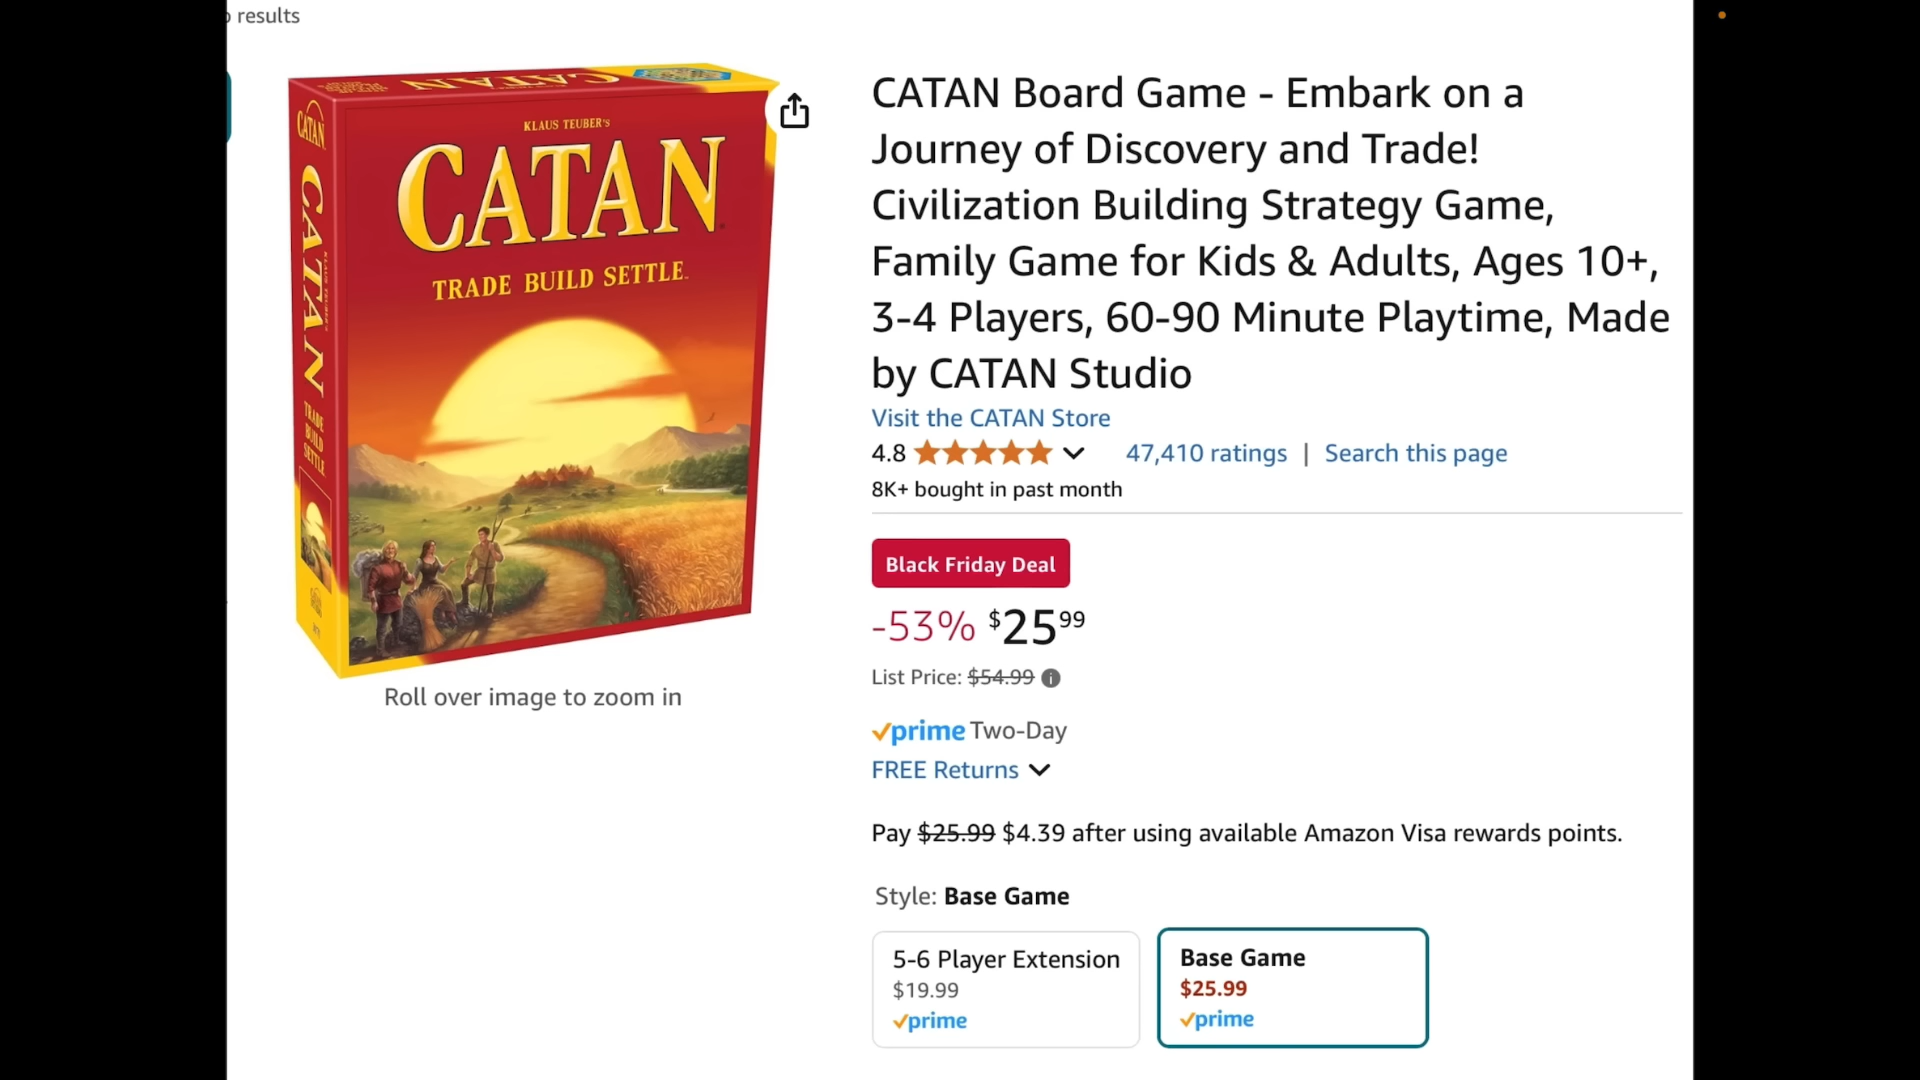 results
CATAN
KLAUS TEUBER'S
CATAN
TRADE BUILD SETTLE
CATAN
CATAN
TRADE
BUILD
SETTLE
Roll over image to zoom in
CATAN Board Game - Embark on a
Journey of Discovery and Trade!
Civilization Building Strategy Game,
Family Game for Kids & Adults, Ages 10+,
3-4 Players, 60-90 Minute Playtime, Made
by CATAN Studio
Visit the CATAN Store
4.8 47,410 ratings | Search this page
8K+ bought in past month
Black Friday Deal
-53% $25 99
List Price: $54.99
prime Two-Day
FREE Returns
Pay $25.99 $4.39 after using available Amazon Visa rewards points.
Style: Base Game
5-6 Player Extension
$19.99
prime
Base Game
$25.99
prime